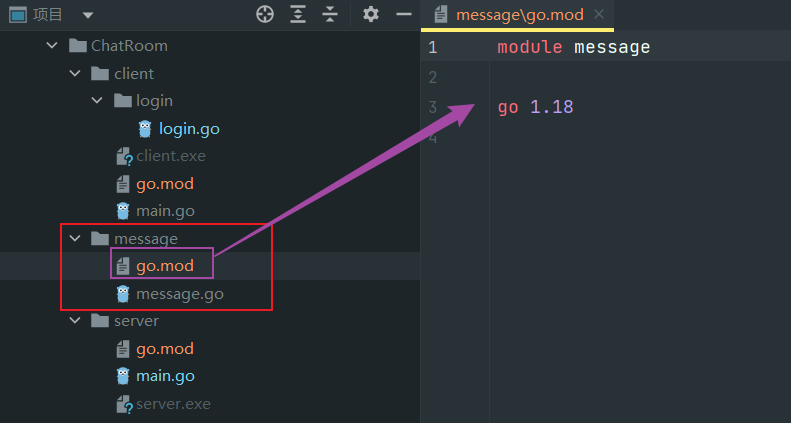 项目
ChatRoom
client
login
login.go
client.exe
go.mod
main.go
message
go.mod
message.go
server
go.mod
main.go
server.exe
message\go.mod
1 module message
2
3 go 1.18
4